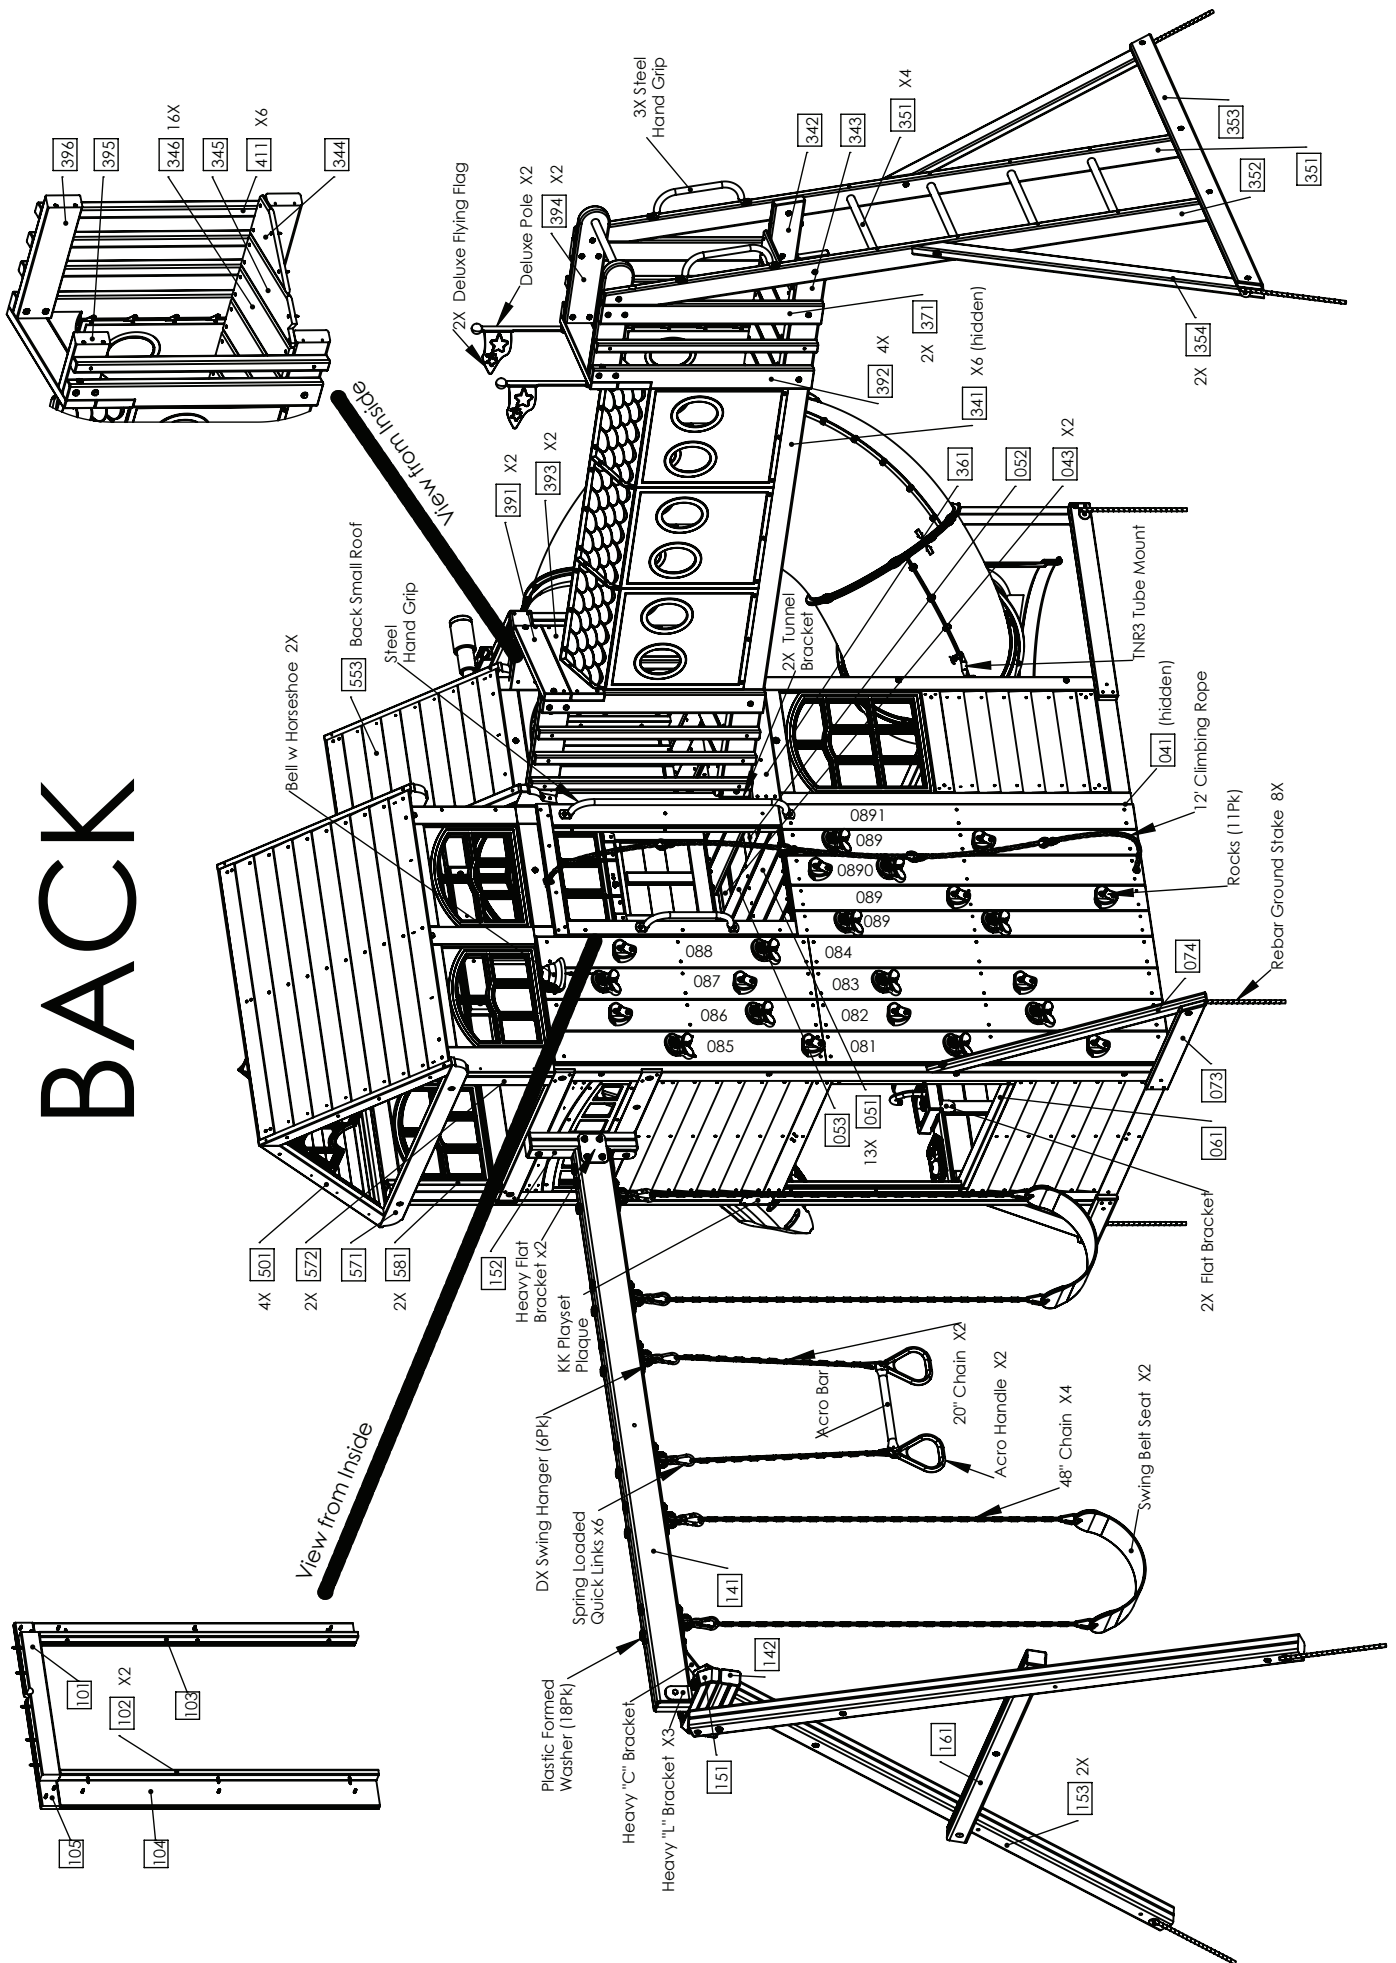 BACK
View from Inside
105
104
101
102 X2
103
4X 501
2X 572
571
2X 581
152
Heavy Flat
Bracket x2
KK Playset
Plaque
DX Swing Hanger (6Pk)
Spring Loaded
Quick Links x6
Plastic Formed
Washer (18Pk)
Heavy "C" Bracket
Heavy "L" Bracket X3
151
142
141
161
153 2X
Acro Bar
20" Chain X2
Acro Handle X2
48" Chain X4
Swing Belt Seat X2
2X Flat Bracket
061
073
074
Rebar Ground Stake 8X
Rocks (11Pk)
12' Climbing Rope
041 (hidden)
TNR3 Tube Mount
053
13X 051
085
086
087
088
081
082
083
084
089
089
0890
089
0891
Bell w Horseshoe 2X
553 Back Small Roof
Steel
Hand Grip
391 X2
393 X2
2X Tunnel
Bracket
361
052
043 X2
341 X6 (hidden)
392 4X
2X 371
2X 354
2X Deluxe Flying Flag
Deluxe Pole X2
394 X2
3X Steel
Hand Grip
342
343
351 X4
353
352
351
View from Inside
396
395
346 16X
345
411 X6
344